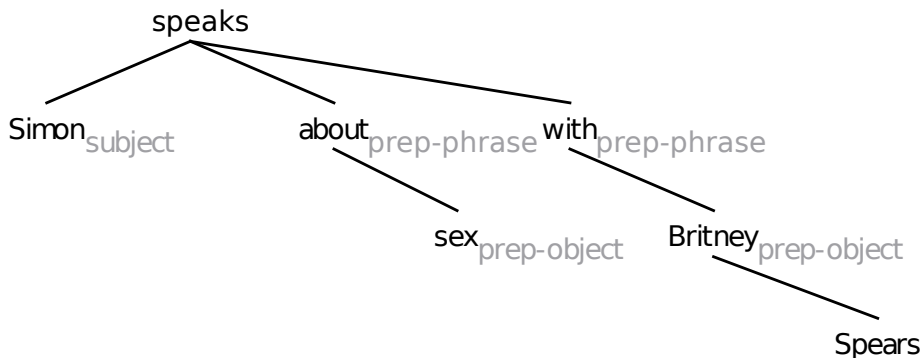 speaks
Simon subject about prep-phrase with prep-phrase
sex prep-object Britney prep-object
Spears